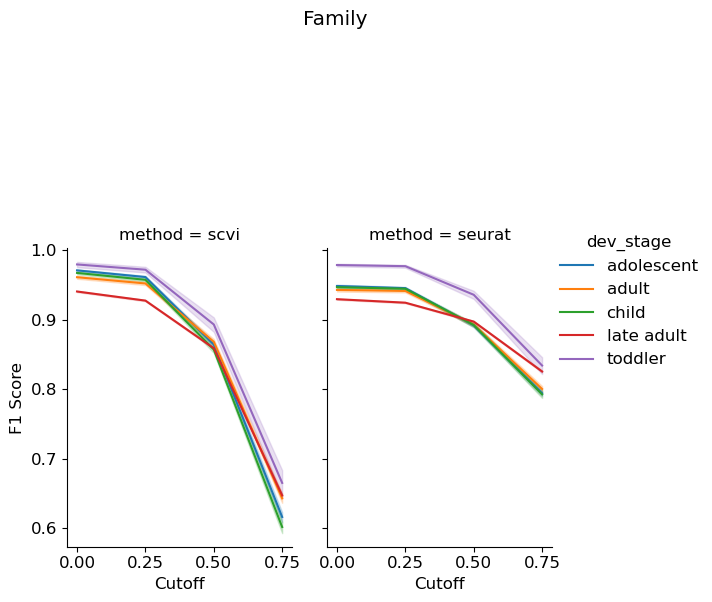 Family
method = scvi
method = seurat
dev_stage
adolescent
adult
child
late adult
toddler
F1 Score
1.0
0.9
0.8
0.7
0.6
0.00 0.25 0.50 0.75
0.00 0.25 0.50 0.75
Cutoff
Cutoff